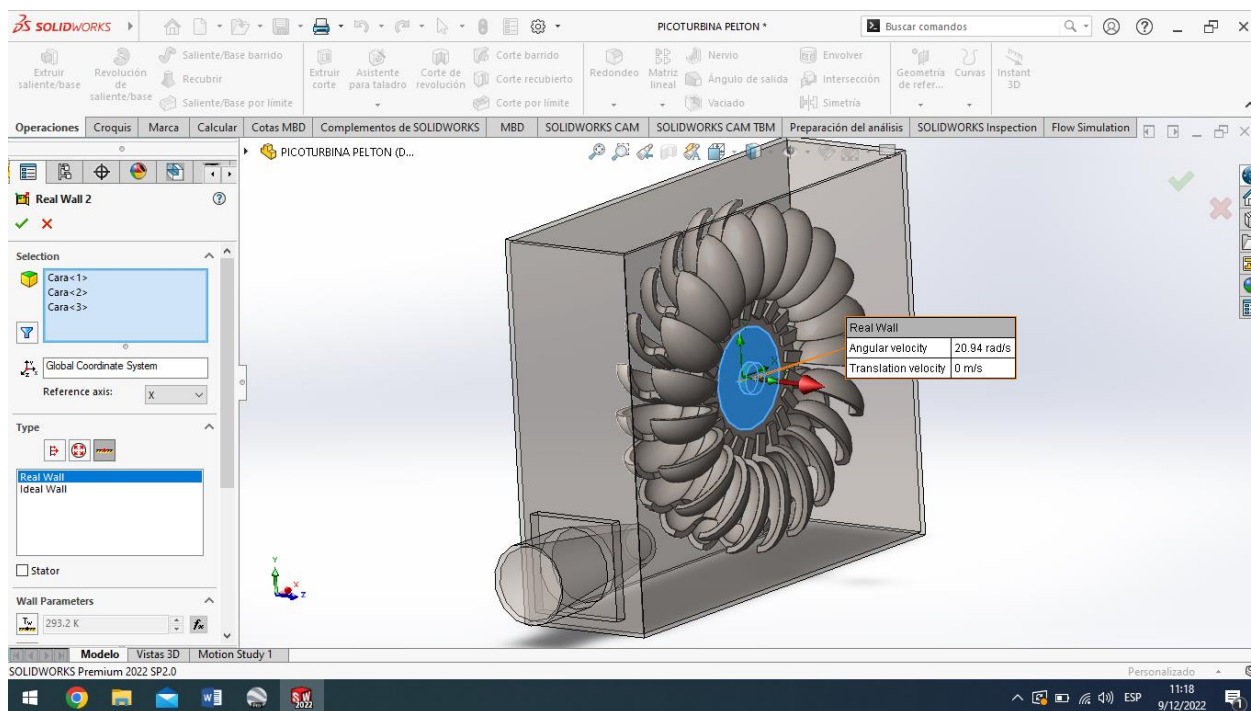 SOLIDWORKS
PICOTURBINA PELTON *
Buscar comandos
Extruir saliente/base
Revolución de saliente/base
Saliente/Base barrido
Recubrir
Saliente/Base por límite
Extruir corte
Asistente para taladro
Corte de revolución
Corte barrido
Corte recubierto
Corte por límite
Redondeo
Matriz lineal
Nervio
Ángulo de salida
Vaciado
Envolver
Intersección
Simetría
Geometría de refer...
Curvas
Instant 3D
Operaciones Croquis Marca Calcular Cotas MBD Complementos de SOLIDWORKS MBD SOLIDWORKS CAM SOLIDWORKS CAM TBM Preparación del análisis SOLIDWORKS Inspection Flow Simulation
PICOTURBINA PELTON (D...
Real Wall 2
Selection
Cara<1>
Cara<2>
Cara<3>
Global Coordinate System
Reference axis: X
Type
Real Wall
Ideal Wall
Stator
Wall Parameters
Tw 293.2 K fx
Real Wall
Angular velocity 20.94 rad/s
Translation velocity 0 m/s
Y
X
Z
Modelo Vistas 3D Motion Study 1
SOLIDWORKS Premium 2022 SP2.0
Personalizado
ESP
11:18
9/12/2022